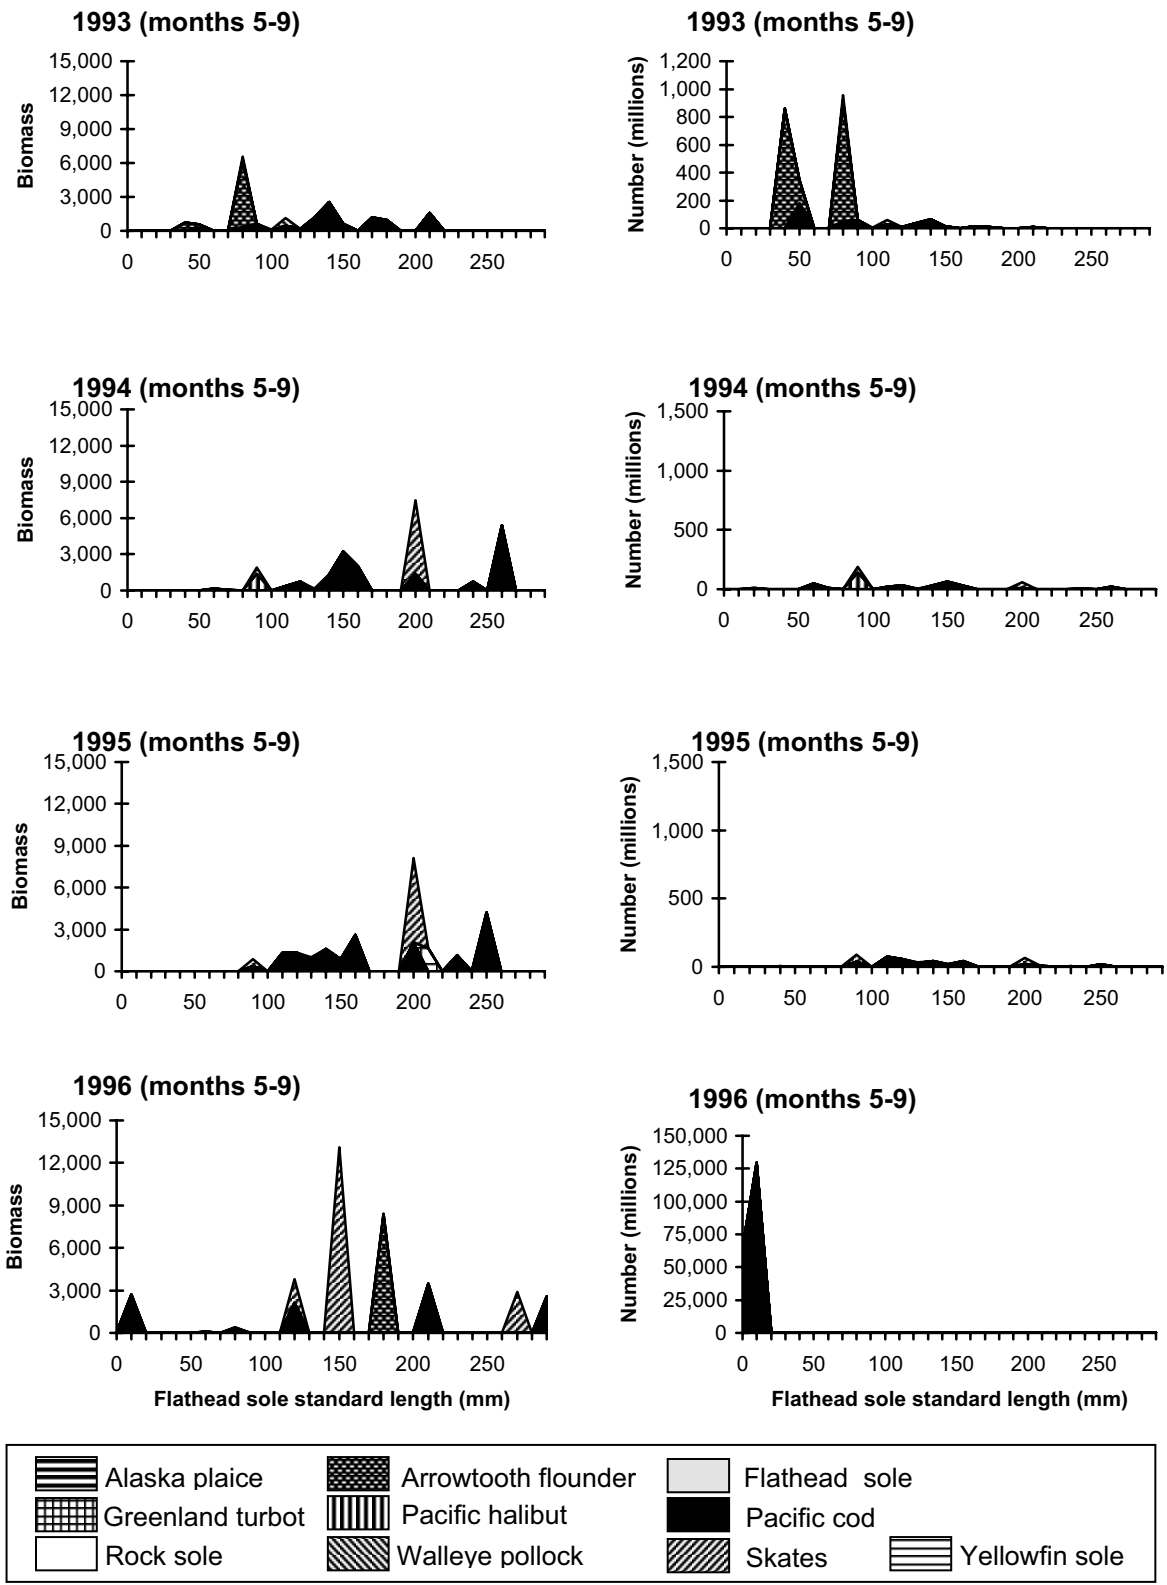 1993 (months 5-9)
15,000
12,000
9,000
6,000
3,000
0
Biomass
0 50 100 150 200 250
1993 (months 5-9)
1,200
1,000
800
600
400
200
0
Number (millions)
0 50 100 150 200 250
1994 (months 5-9)
15,000
12,000
9,000
6,000
3,000
0
Biomass
0 50 100 150 200 250
1994 (months 5-9)
1,500
1,000
500
0
Number (millions)
0 50 100 150 200 250
1995 (months 5-9)
15,000
12,000
9,000
6,000
3,000
0
Biomass
0 50 100 150 200 250
1995 (months 5-9)
1,500
1,000
500
0
Number (millions)
0 50 100 150 200 250
1996 (months 5-9)
15,000
12,000
9,000
6,000
3,000
0
Biomass
0 50 100 150 200 250
Flathead sole standard length (mm)
1996 (months 5-9)
150,000
125,000
100,000
75,000
50,000
25,000
0
Number (millions)
0 50 100 150 200 250
Flathead sole standard length (mm)
Alaska plaice Arrowtooth flounder Flathead sole
Greenland turbot Pacific halibut Pacific cod
Rock sole Walleye pollock Skates Yellowfin sole